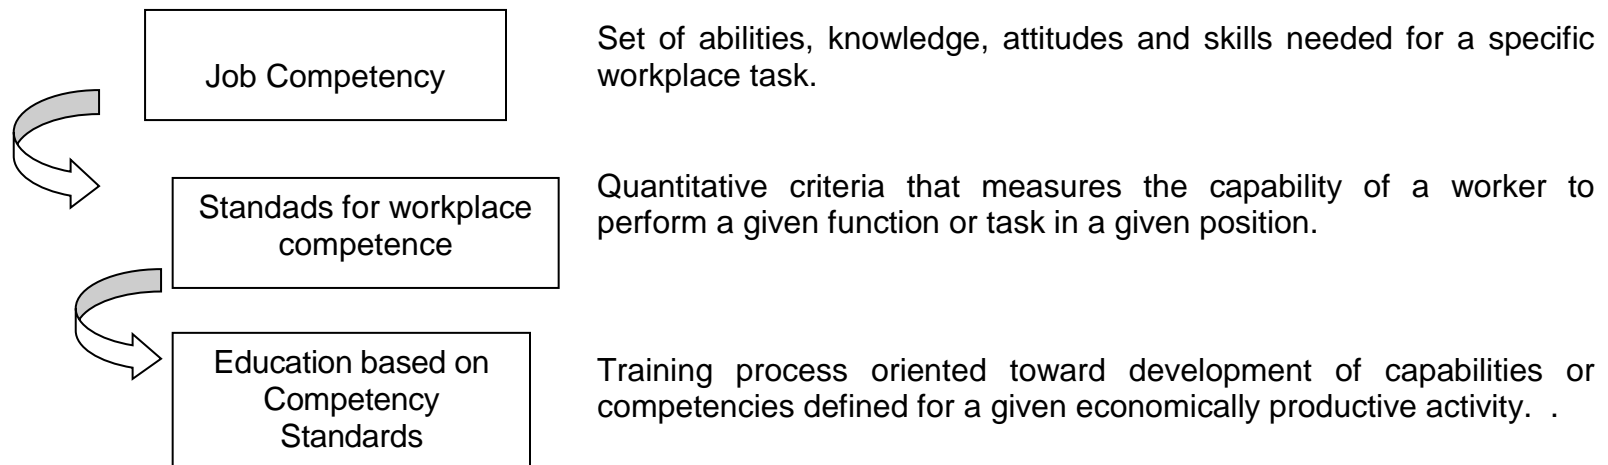 Job Competency
Set of abilities, knowledge, attitudes and skills needed for a specific
workplace task.
Standads for workplace
competence
Quantitative criteria that measures the capability of a worker to
perform a given function or task in a given position.
Education based on
Competency
Standards
Training process oriented toward development of capabilities or
competencies defined for a given economically productive activity. .